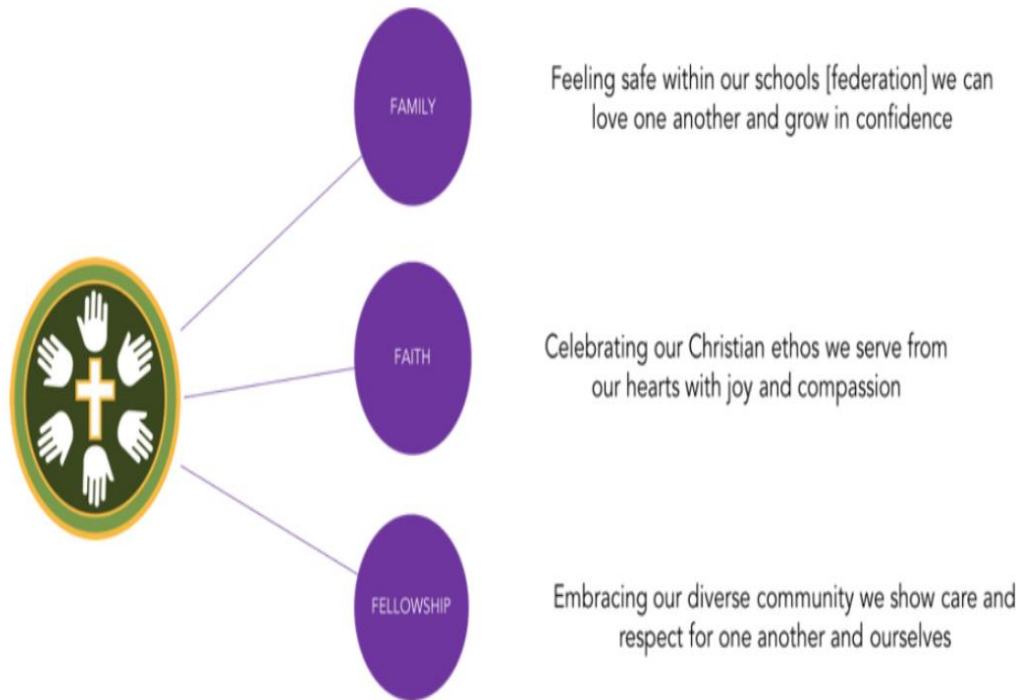 FAMILY
Feeling safe within our schools [federation] we can
love one another and grow in confidence
FAITH
Celebrating our Christian ethos we serve from
our hearts with joy and compassion
FELLOWSHIP
Embracing our diverse community we show care and
respect for one another and ourselves